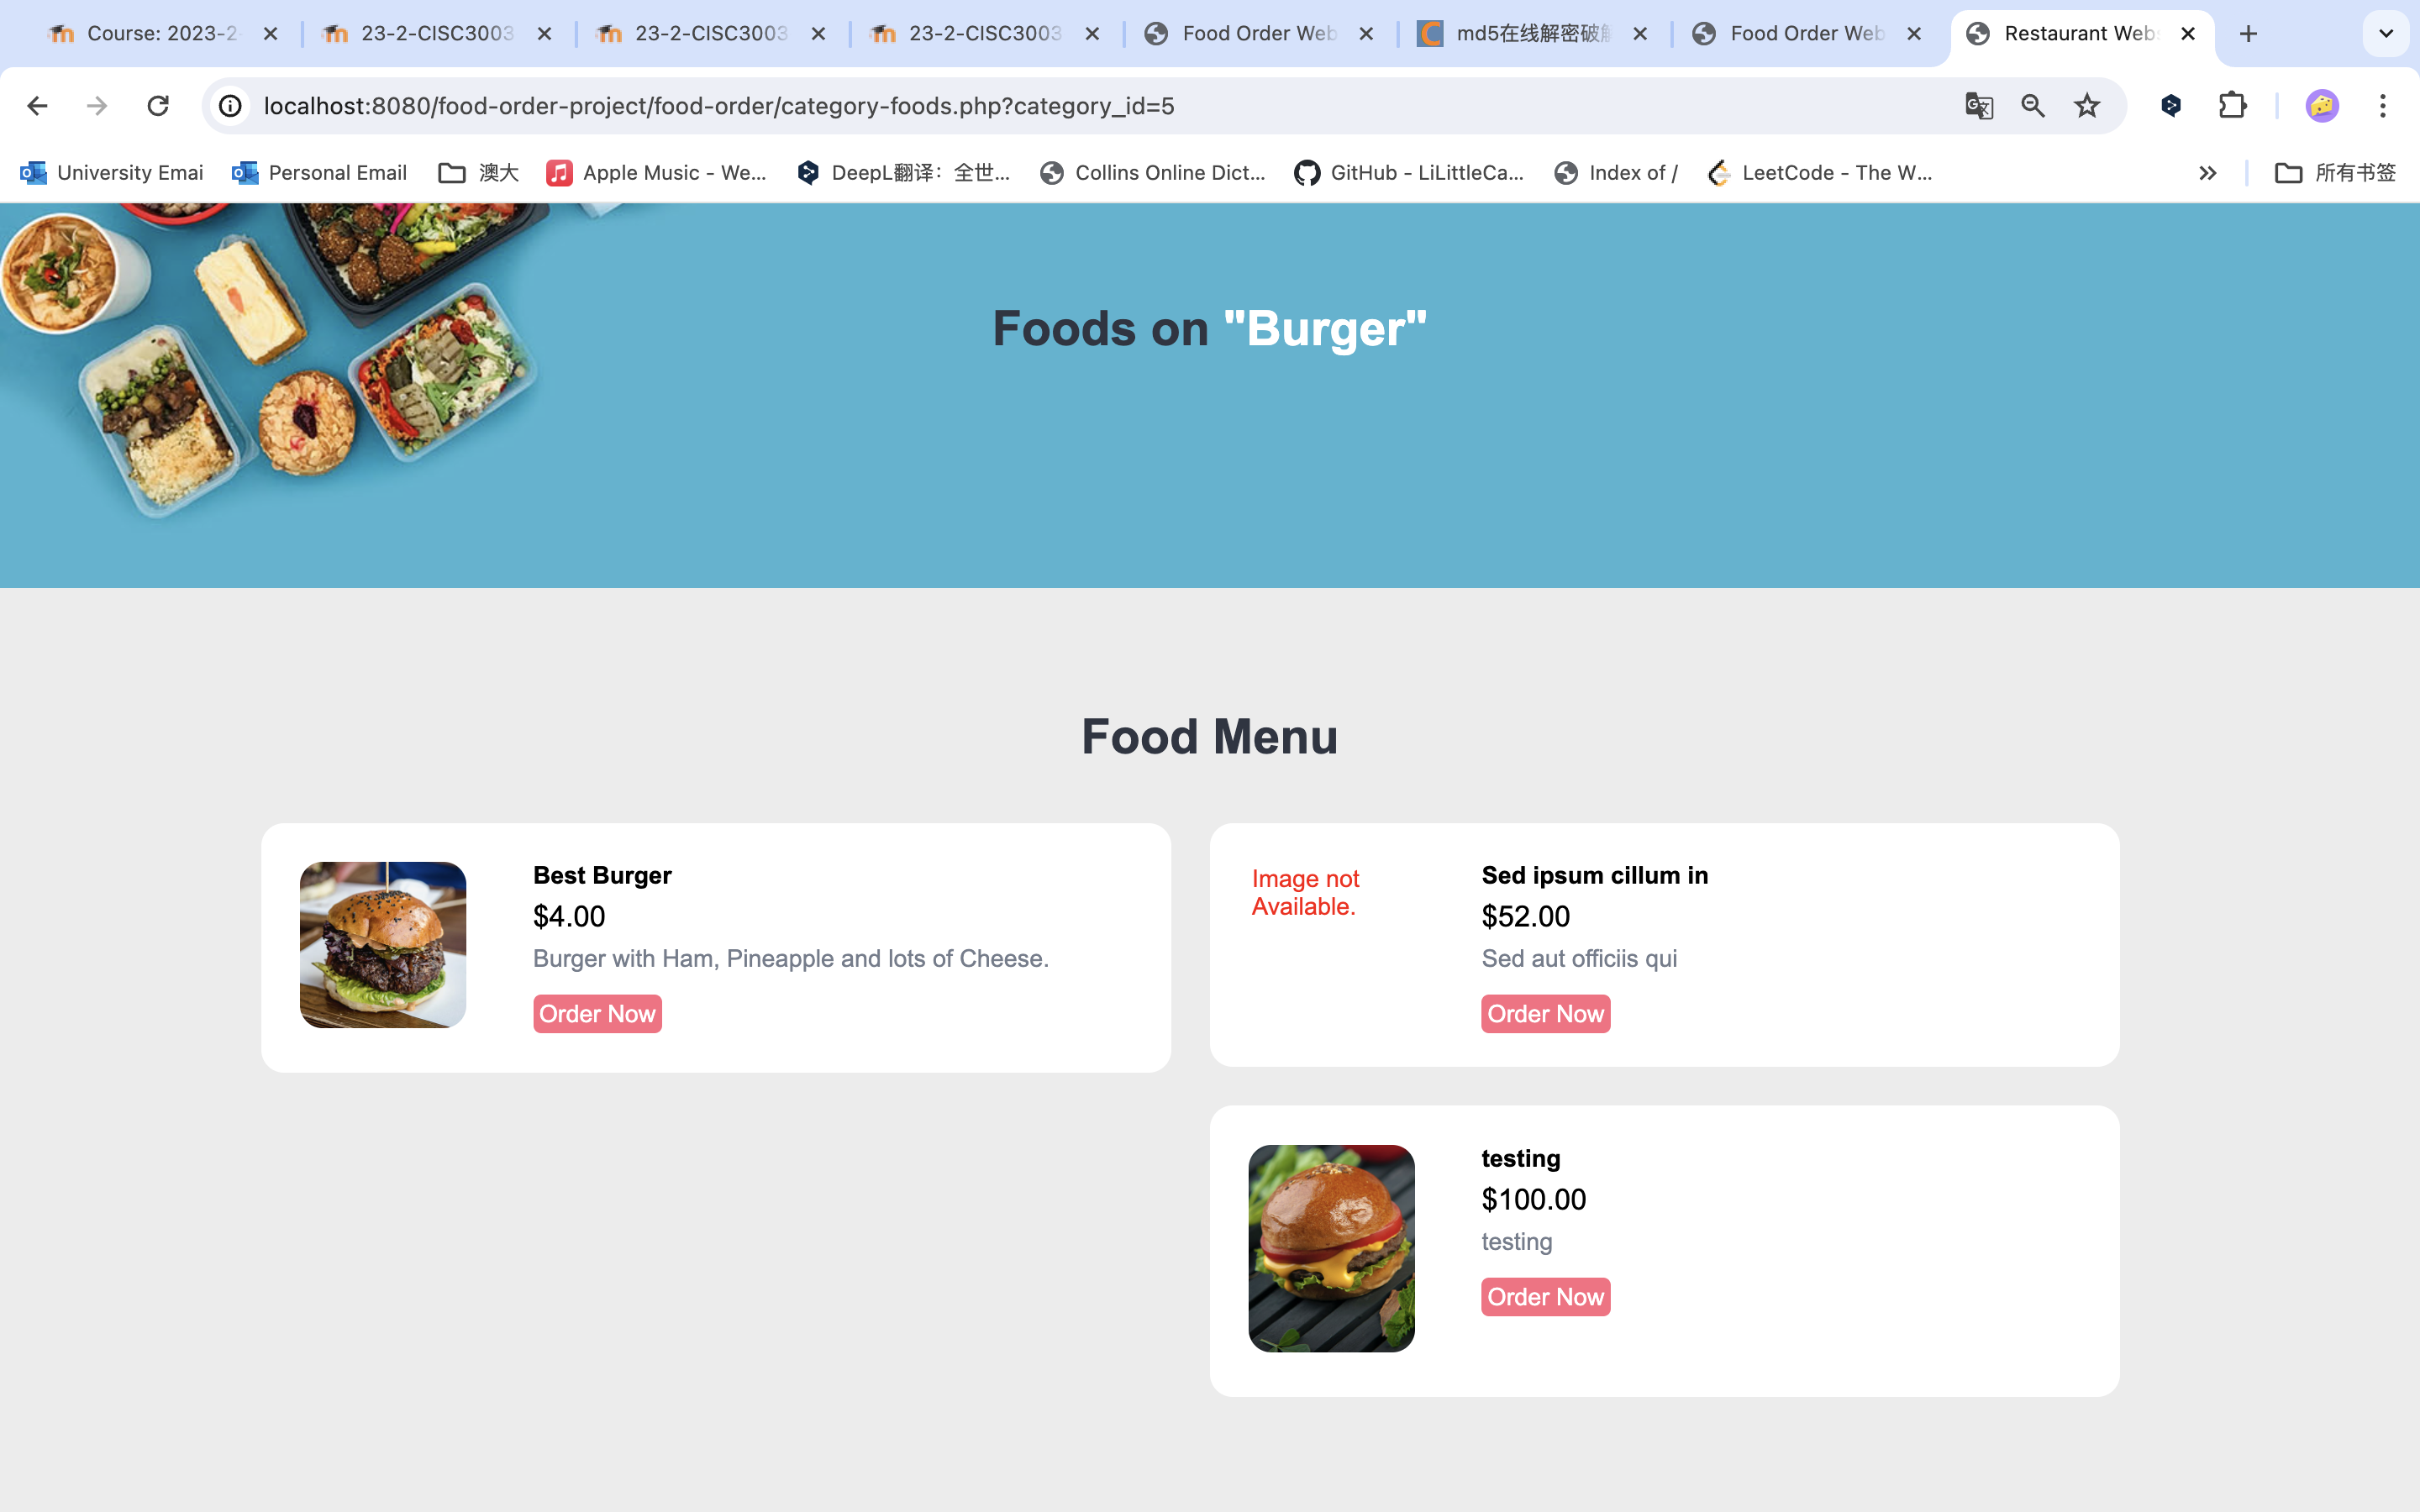 Course: 2023-2
23-2-CISC3003
23-2-CISC3003
23-2-CISC3003
Food Order Web
md5在线解密破解
Food Order Web
Restaurant Webs
localhost:8080/food-order-project/food-order/category-foods.php?category_id=5
University Emai
Personal Email
澳大
Apple Music - We...
DeepL翻译：全世...
Collins Online Dict...
GitHub - LiLittleCa...
Index of /
LeetCode - The W...
所有书签
Foods on "Burger"
Food Menu
Best Burger
$4.00
Burger with Ham, Pineapple and lots of Cheese.
Order Now
Image not
Available.
Sed ipsum cillum in
$52.00
Sed aut officiis qui
Order Now
testing
$100.00
testing
Order Now